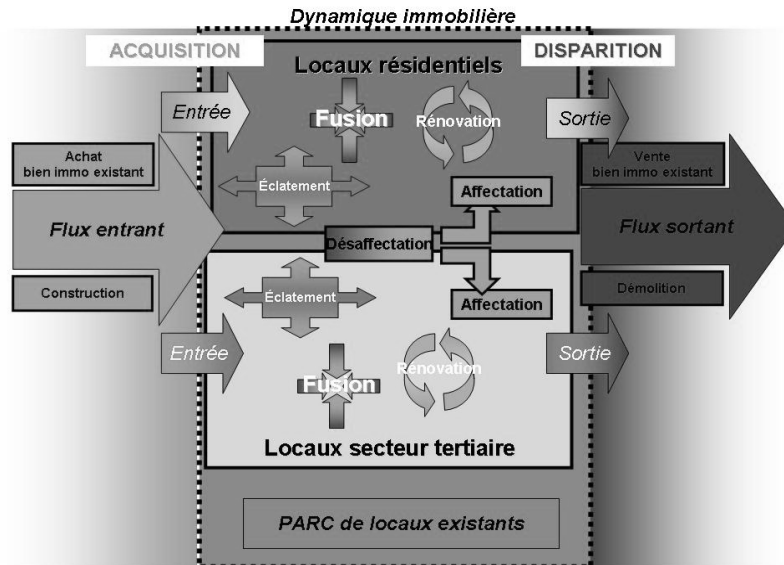 Dynamique immobilière
ACQUISITION
DISPARITION
Locaux résidentiels
Entrée
Fusion
Rénovation
Sortie
Achat
bien immo existant
Vente
bien immo existant
Éclatement
Affectation
Flux entrant
Désaffectation
Flux sortant
Construction
Éclatement
Affectation
Démolition
Entrée
Fusion
Rénovation
Sortie
Locaux secteur tertiaire
PARC de locaux existants